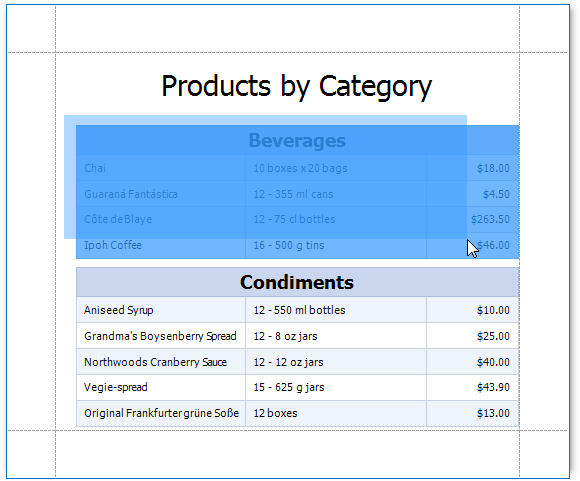 Products by Category
Beverages
Chai 10 boxes x 20 bags $18.00
Guaraná Fantástica 12 - 355 ml cans $4.50
Côte de Blaye 12 - 75 cl bottles $263.50
Ipoh Coffee 16 - 500 g tins $46.00
Condiments
Aniseed Syrup 12 - 550 ml bottles $10.00
Grandma's Boysenberry Spread 12 - 8 oz jars $25.00
Northwoods Cranberry Sauce 12 - 12 oz jars $40.00
Vegie-spread 15 - 625 g jars $43.90
Original Frankfurter grüne Soße 12 boxes $13.00